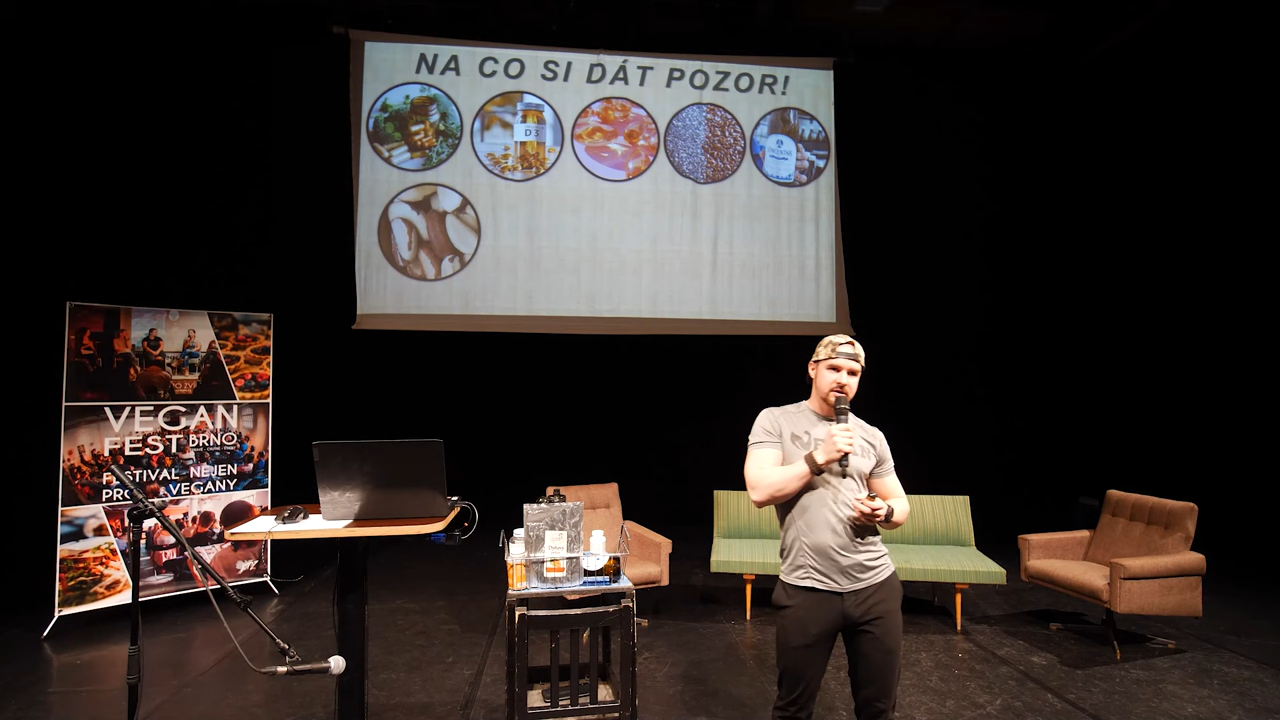 NA CO SI DÁT POZOR!
D3
VEGAN
FEST BRNO
FESTIVAL NEJEN
PRO VEGANY